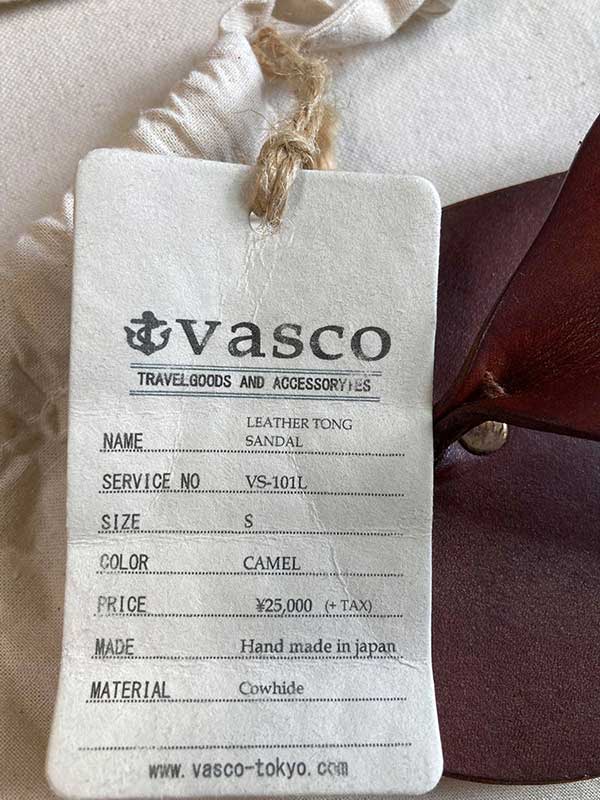 vasco
TRAVELGOODS AND ACCESSORYIES
NAME LEATHER TONG SANDAL
SERVICE NO VS-101L
SIZE S
COLOR CAMEL
PRICE ¥25,000 (+ TAX)
MADE Hand made in japan
MATERIAL Cowhide
www.vasco-tokyo.com